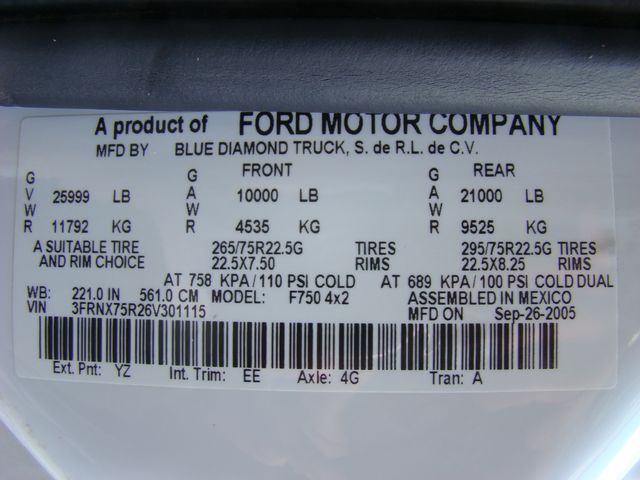 A product of FORD MOTOR COMPANY
MFD BY BLUE DIAMOND TRUCK, S. de R.L. de C.V.
FRONT REAR
GVWR 25999 LB GAWR 10000 LB GAWR 21000 LB
11792 KG 4535 KG 9525 KG
A SUITABLE TIRE 265/75R22.5G TIRES 295/75R22.5G TIRES
AND RIM CHOICE 22.5X7.50 RIMS 22.5X8.25 RIMS
AT 758 KPA/110 PSI COLD AT 689 KPA/100 PSI COLD DUAL
WB: 221.0 IN 561.0 CM MODEL: F750 4x2 ASSEMBLED IN MEXICO
VIN 3FRNX75R26V301115 MFD ON Sep-26-2005
Ext. Pnt: YZ Int. Trim: EE Axle: 4G Tran: A